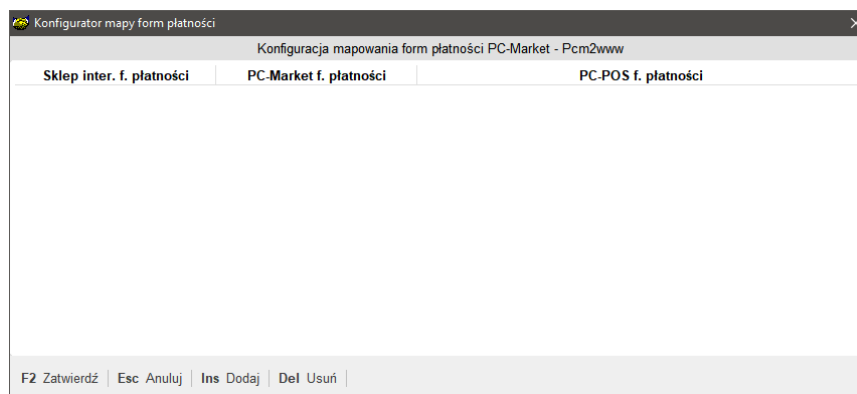 Konfigurator mapy form płatności
Konfiguracja mapowania form płatności PC-Market - Pcm2www
Sklep inter. f. płatności PC-Market f. płatności PC-POS f. płatności
F2 Zatwierdź Esc Anuluj Ins Dodaj Del Usuń